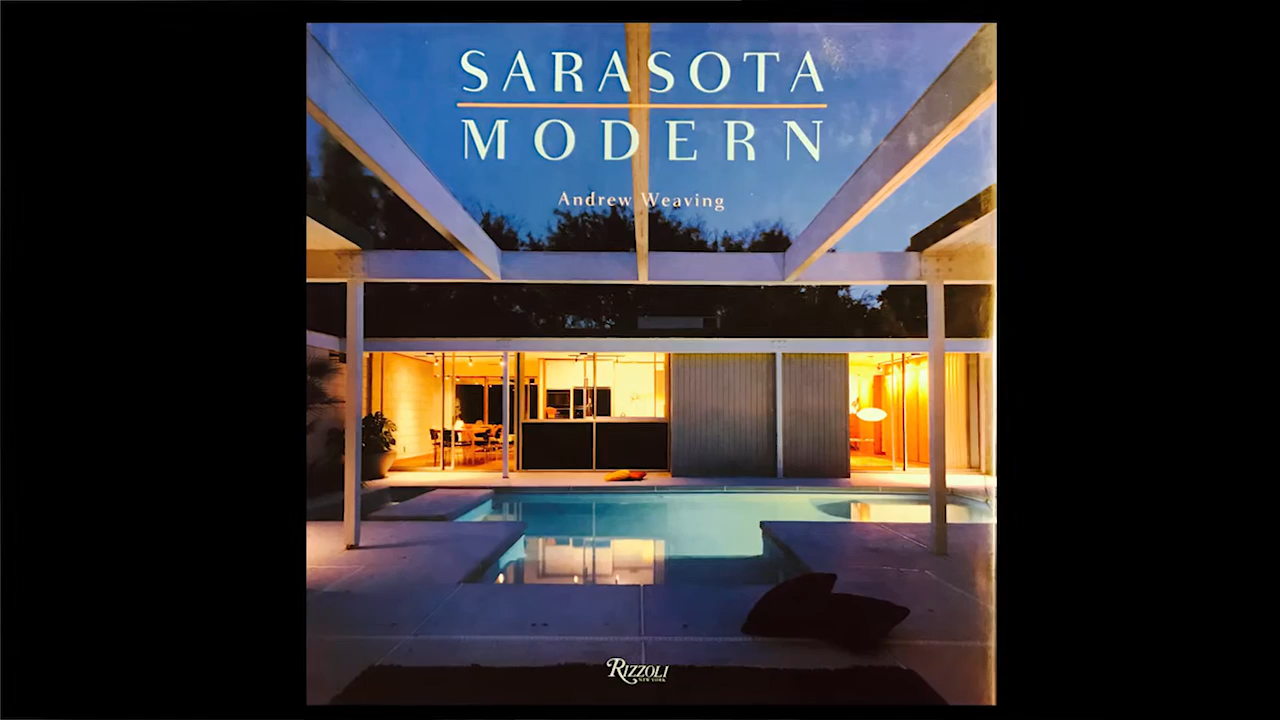 SARASOTA
MODERN
Andrew Weaving
RIZZOLI
NEW YORK